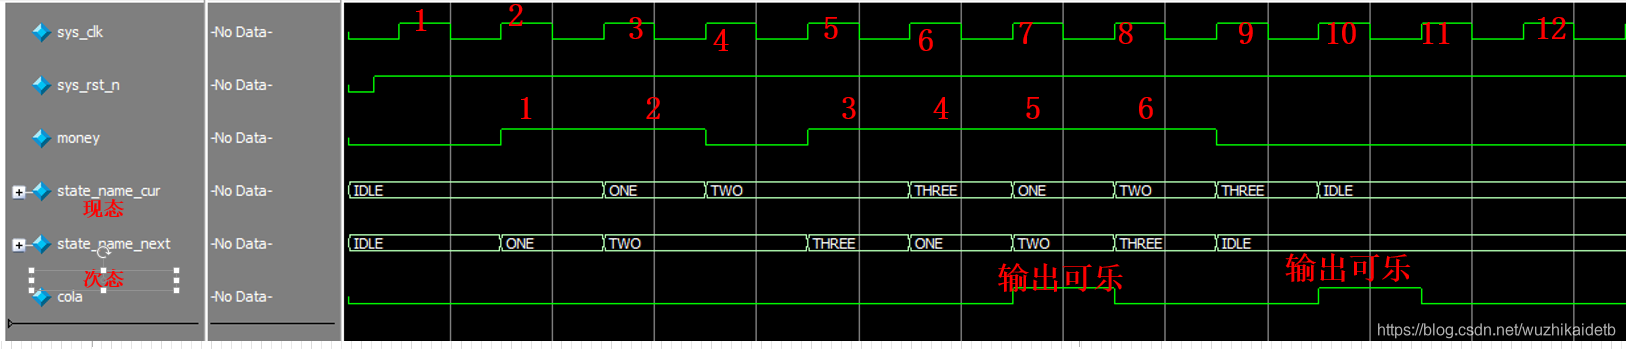 sys_clk -No Data- 1 2 3 4 5 6 7 8 9 10 11 12
sys_rst_n -No Data-
1 2 3 4 5 6
money -No Data-
state_name_cur -No Data- IDLE ONE TWO THREE ONE TWO THREE IDLE
现态
state_name_next -No Data- IDLE ONE TWO THREE ONE TWO THREE IDLE
次态
输出可乐 输出可乐
cola -No Data-
https://blog.csdn.net/wuzhikaidetb